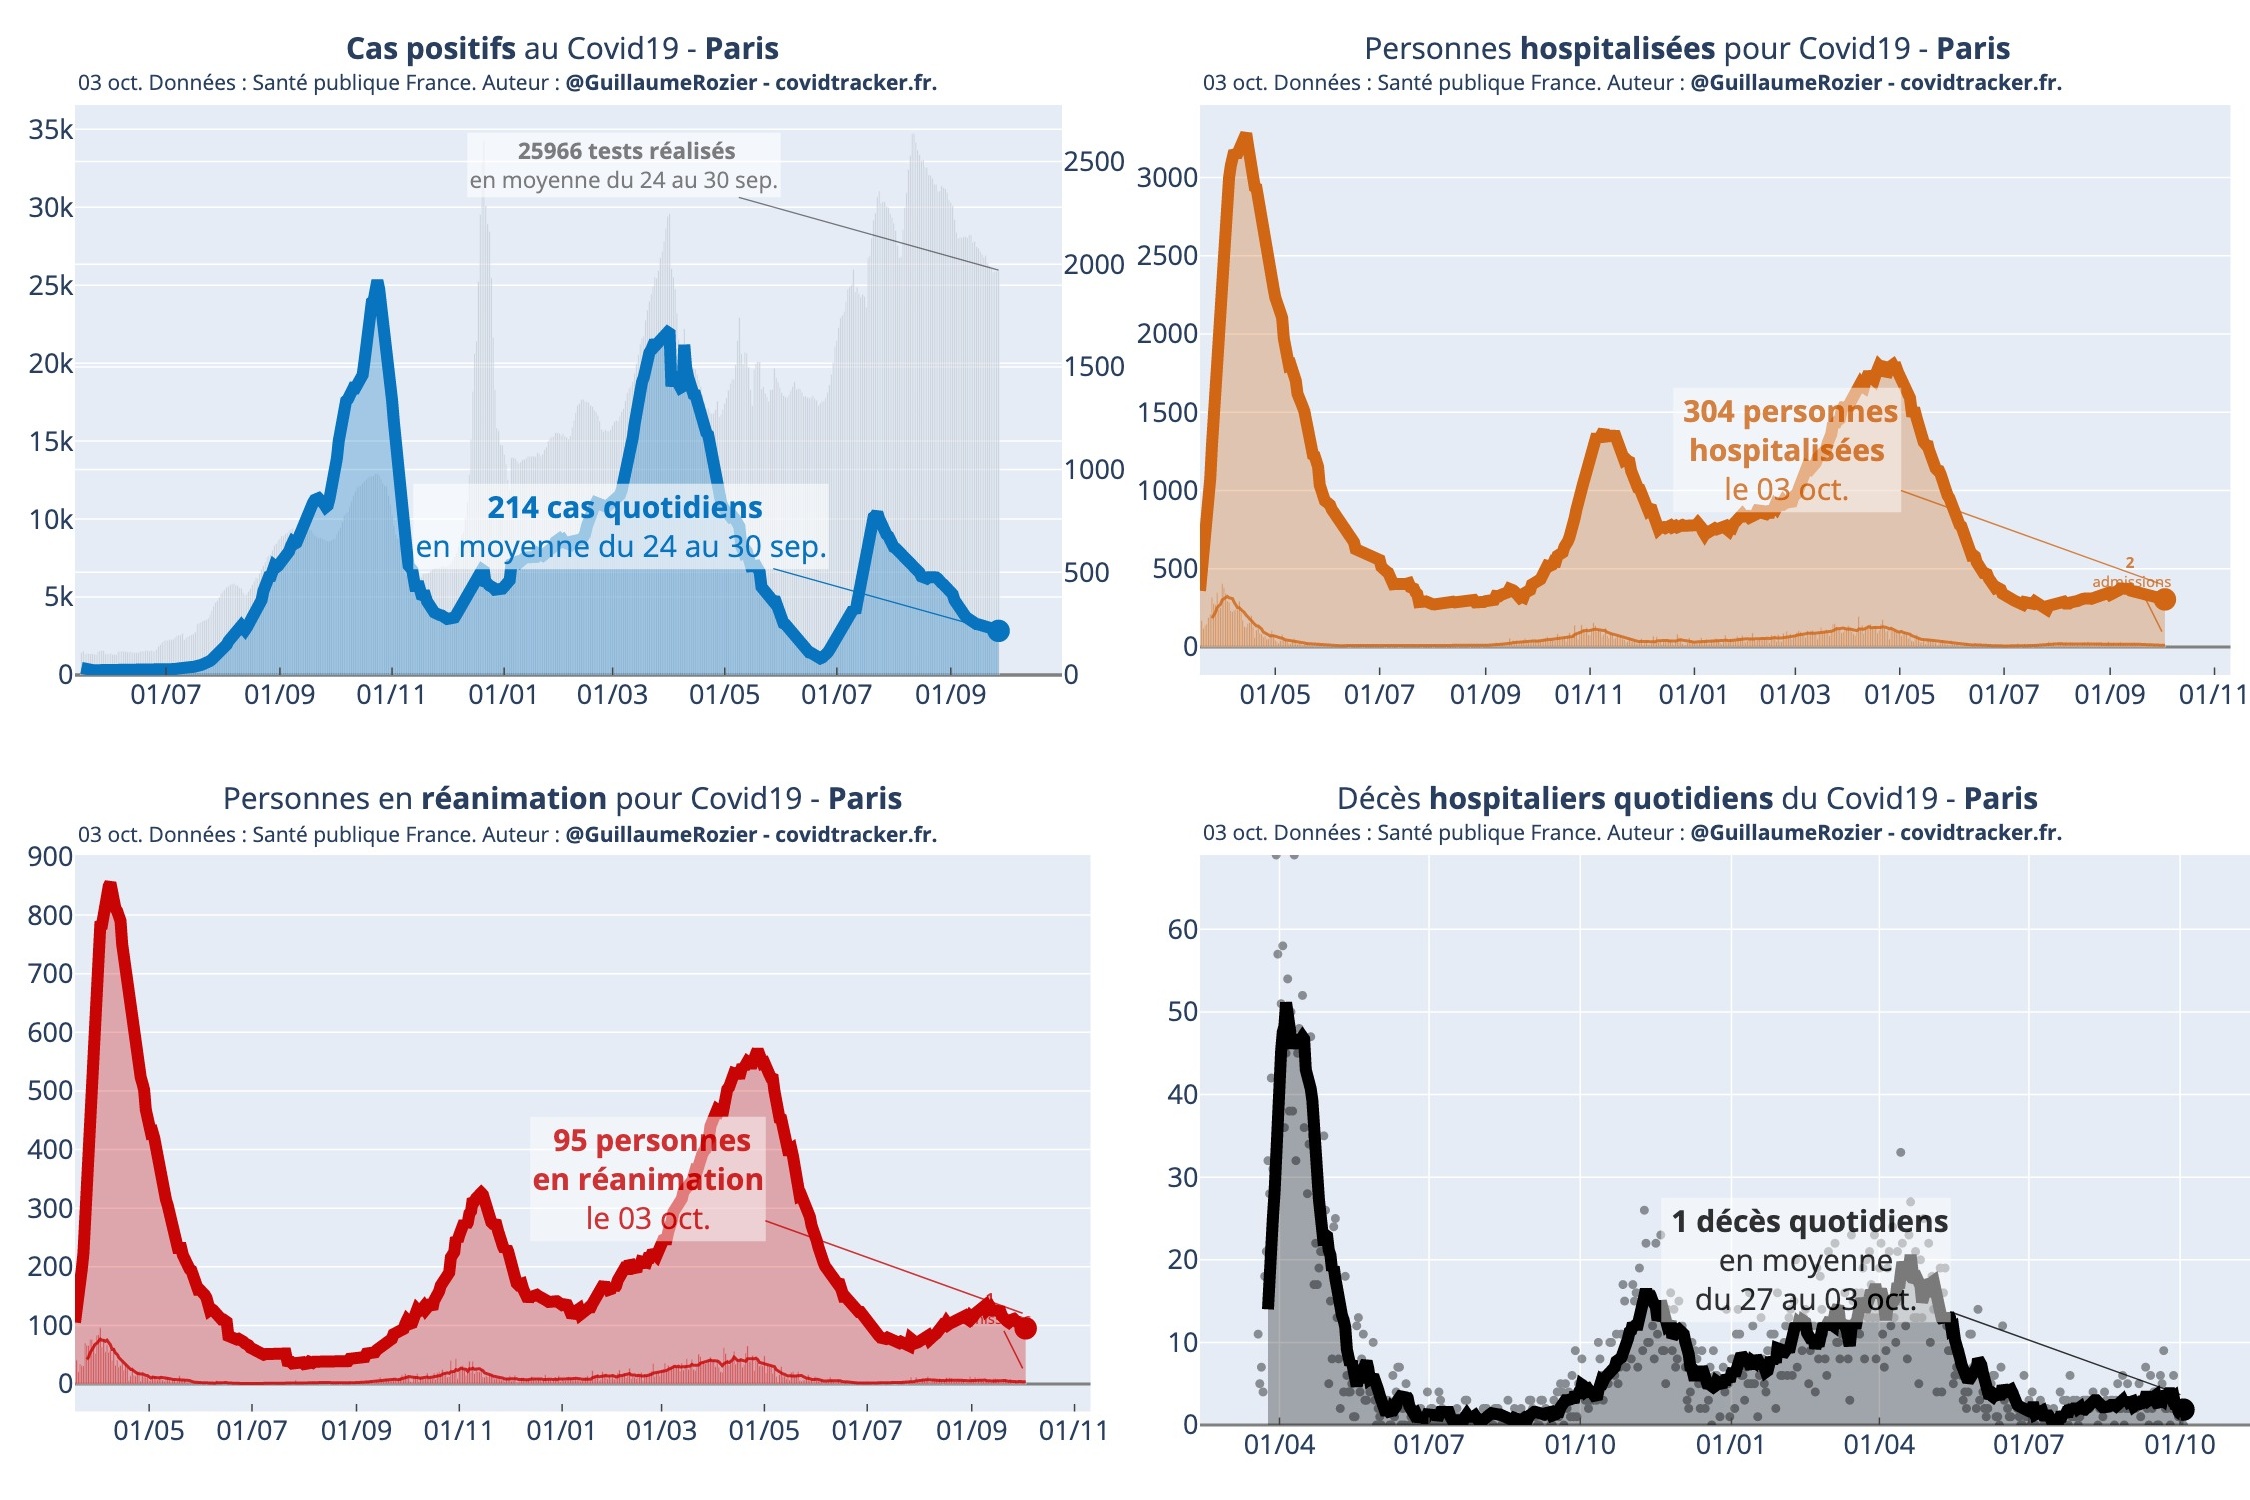 Cas positifs au Covid19 - Paris
03 oct. Données : Santé publique France. Auteur : @GuillaumeRozier - covidtracker.fr.
35k
30k
25k
20k
15k
10k
5k
0
2500
2000
1500
1000
500
0
25966 tests réalisés
en moyenne du 24 au 30 sep.
214 cas quotidiens
en moyenne du 24 au 30 sep.
01/07 01/09 01/11 01/01 01/03 01/05 01/07 01/09
Personnes hospitalisées pour Covid19 - Paris
03 oct. Données : Santé publique France. Auteur : @GuillaumeRozier - covidtracker.fr.
3000
2500
2000
1500
1000
500
0
304 personnes
hospitalisées
le 03 oct.
2
admissions
01/05 01/07 01/09 01/11 01/01 01/03 01/05 01/07 01/09 01/11
Personnes en réanimation pour Covid19 - Paris
03 oct. Données : Santé publique France. Auteur : @GuillaumeRozier - covidtracker.fr.
900
800
700
600
500
400
300
200
100
0
95 personnes
en réanimation
le 03 oct.
01/05 01/07 01/09 01/11 01/01 01/03 01/05 01/07 01/09 01/11
Décès hospitaliers quotidiens du Covid19 - Paris
03 oct. Données : Santé publique France. Auteur : @GuillaumeRozier - covidtracker.fr.
60
50
40
30
20
10
0
1 décès quotidiens
en moyenne
du 27 au 03 oct.
01/04 01/07 01/10 01/01 01/04 01/07 01/10